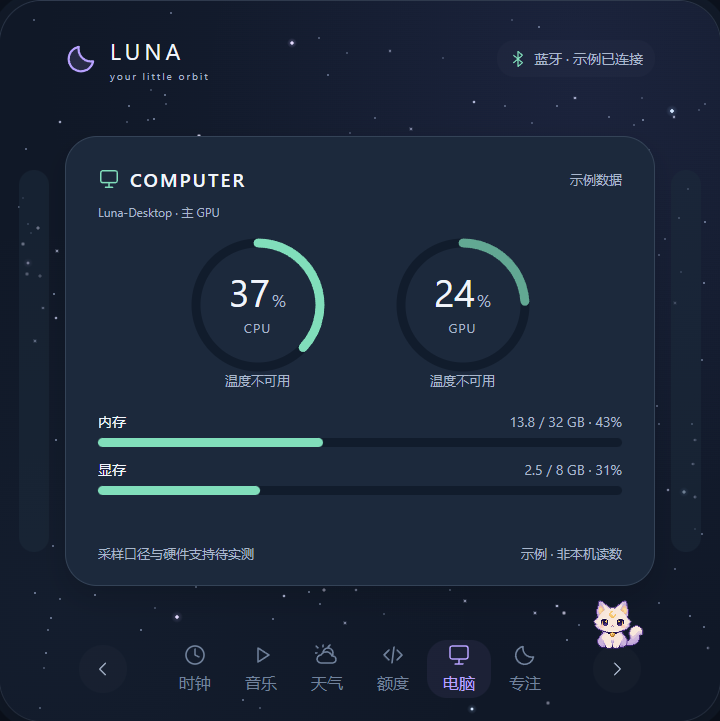 LUNA
your little orbit
蓝牙 · 示例已连接
COMPUTER
示例数据
Luna-Desktop · 主 GPU
37%
CPU
温度不可用
24%
GPU
温度不可用
内存
13.8 / 32 GB · 43%
显存
2.5 / 8 GB · 31%
采样口径与硬件支持待实测
示例 · 非本机读数
时钟
音乐
天气
额度
电脑
专注